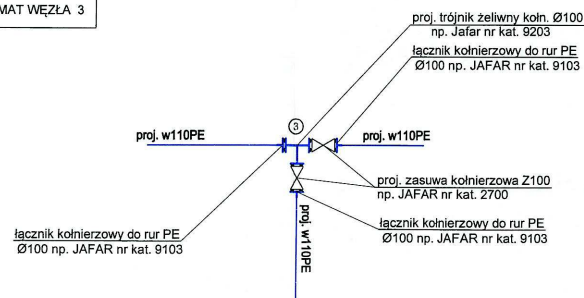 MAT WĘZŁA 3
proj. trójnik żeliwny kołn. Ø100
np. Jafar nr kat. 9203
łącznik kołnierzowy do rur PE
Ø100 np. JAFAR nr kat. 9103
3
proj. w110PE
proj. w110PE
proj. zasuwa kołnierzowa Z100
np. JAFAR nr kat. 2700
proj. w110PE
łącznik kołnierzowy do rur PE
Ø100 np. JAFAR nr kat. 9103
łącznik kołnierzowy do rur PE
Ø100 np. JAFAR nr kat. 9103